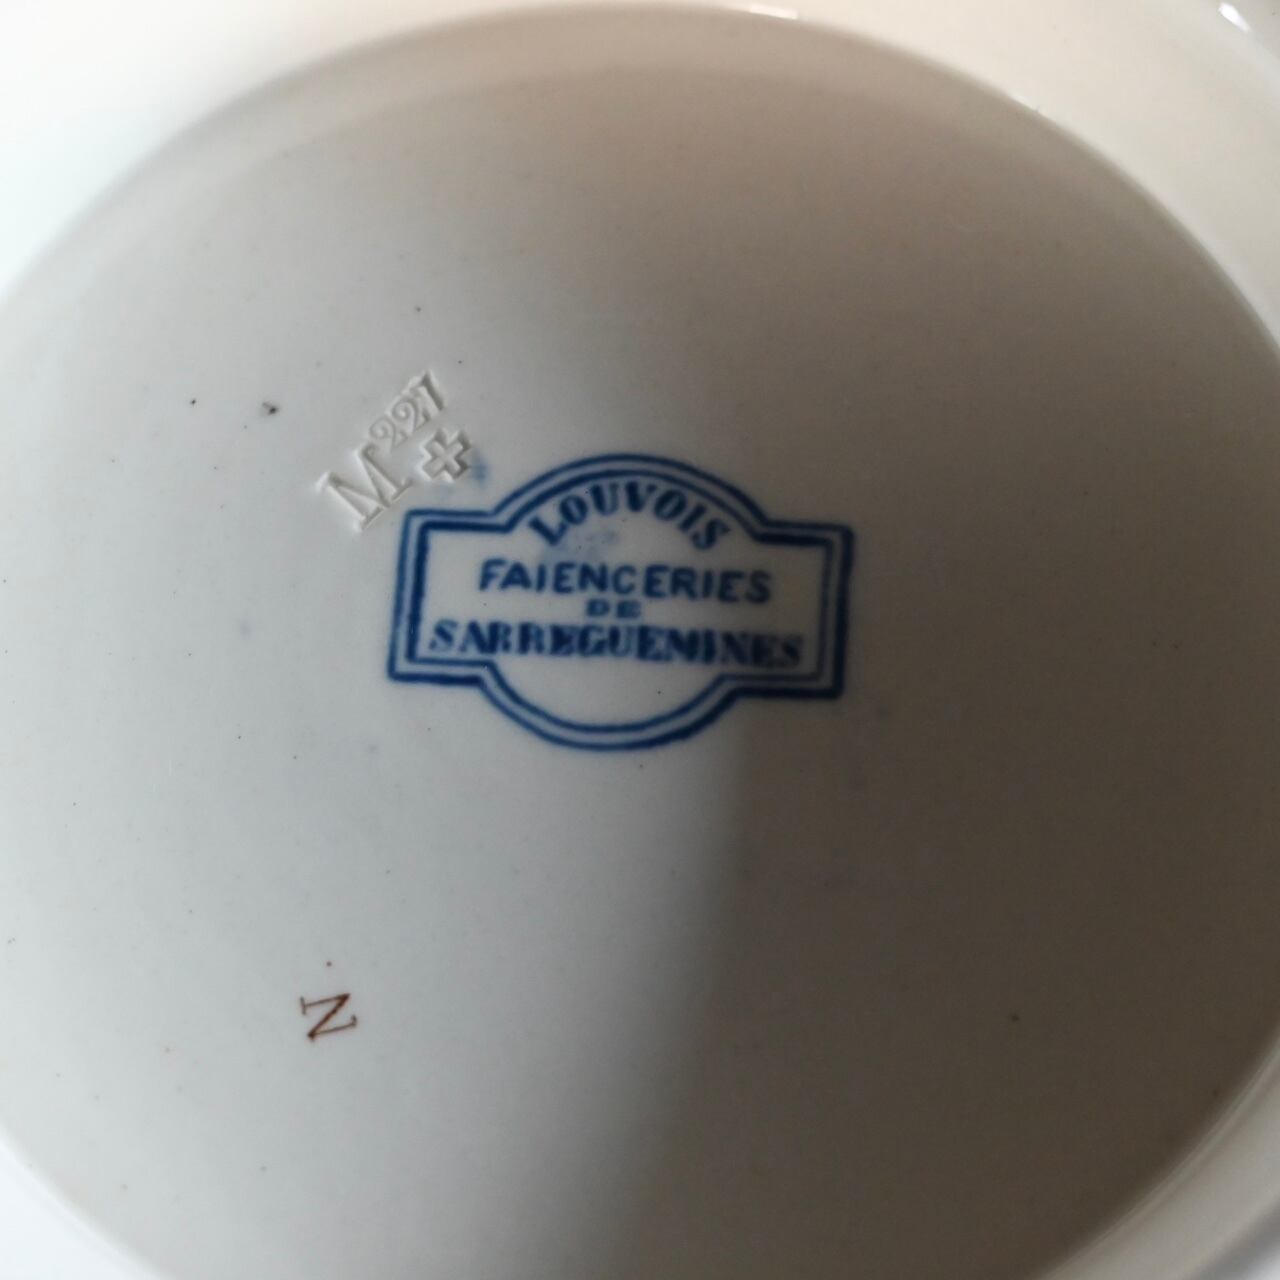 M 227
LOUVOIS
FAIENCERIES
DE
SARREGUEMINES
N